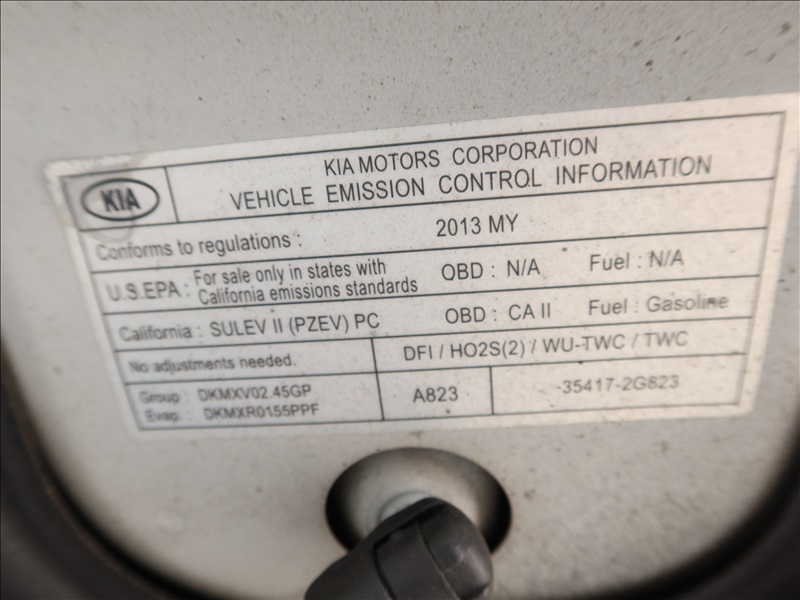 KIA
KIA MOTORS CORPORATION
VEHICLE EMISSION CONTROL INFORMATION
Conforms to regulations : 2013 MY
U.S.EPA : For sale only in states with California emissions standards OBD : N/A Fuel : N/A
California : SULEV II (PZEV) PC OBD : CA II Fuel : Gasoline
No adjustments needed. DFI / HO2S(2) / WU-TWC / TWC
Group : DKMXV02.45GP
Evap. : DKMXR0155PPF
A823
-35417-2G823